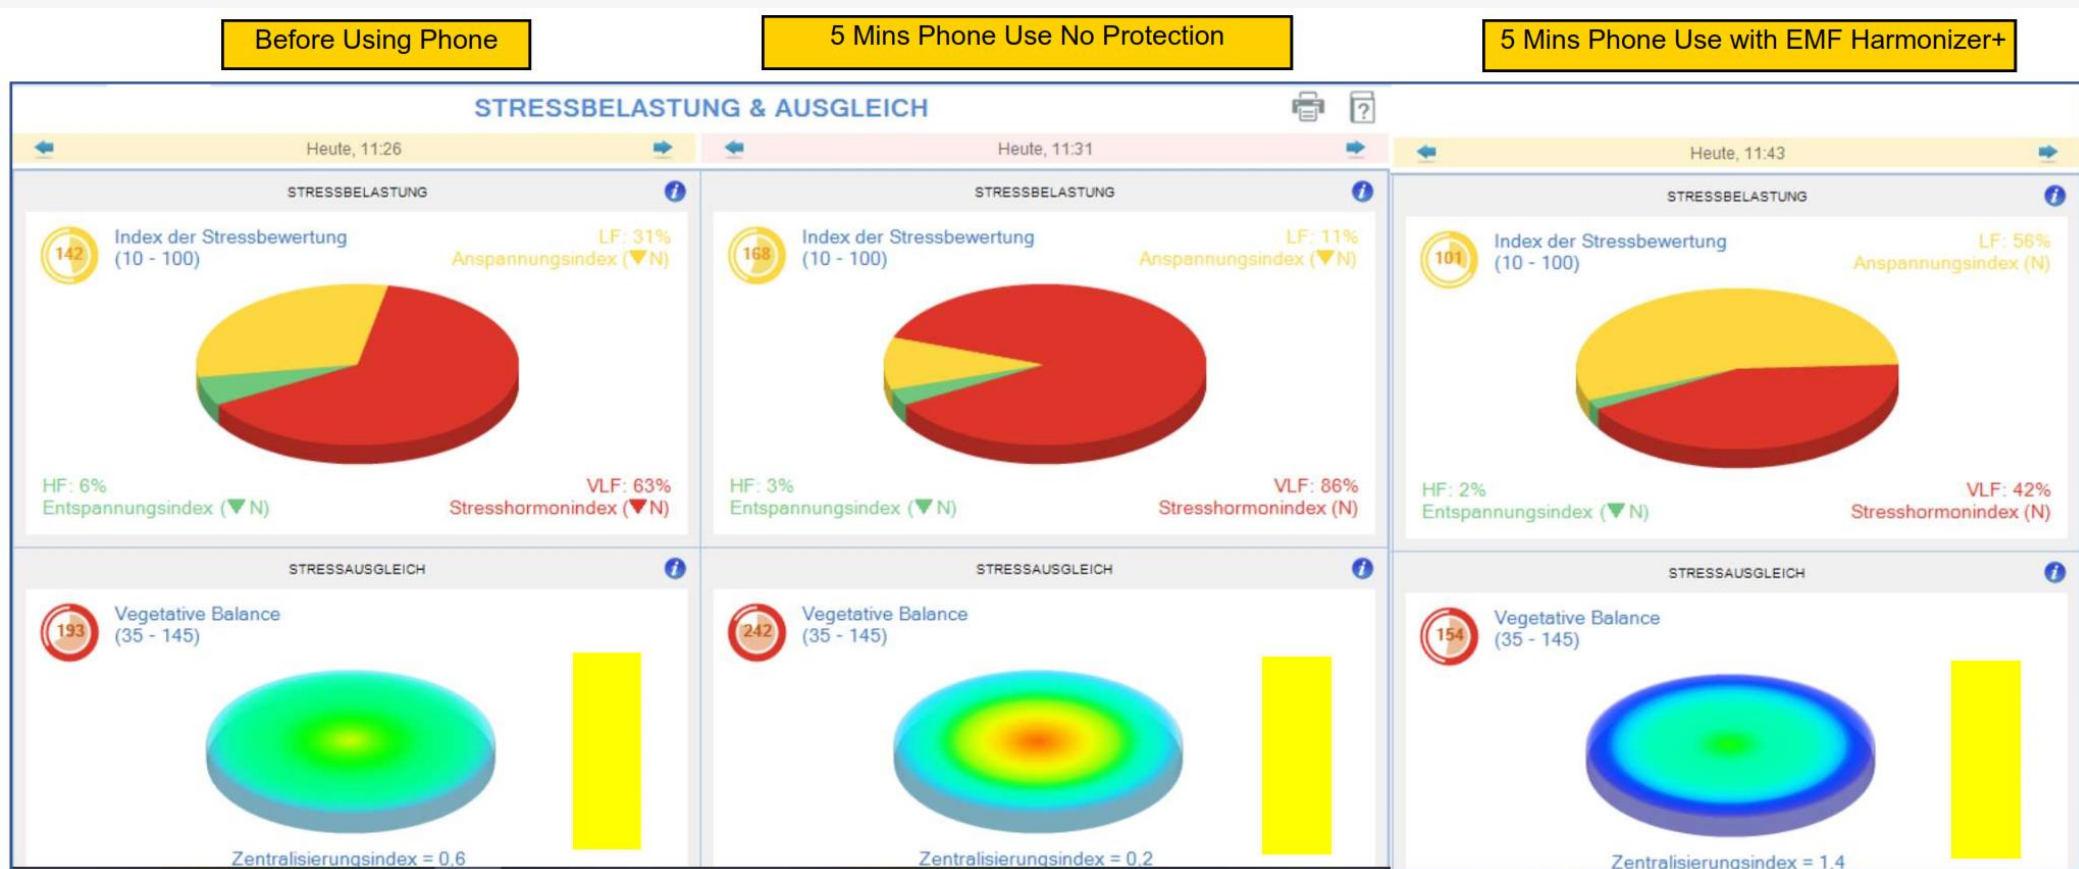 Before Using Phone
5 Mins Phone Use No Protection
5 Mins Phone Use with EMF Harmonizer+
STRESSBELASTUNG & AUSGLEICH
Heute, 11:26
Heute, 11:31
Heute, 11:43
STRESSBELASTUNG
142
Index der Stressbewertung
(10 - 100)
LF: 31%
Anspannungsindex (▼N)
HF: 6%
Entspannungsindex (▼N)
VLF: 63%
Stresshormonindex (▼N)
STRESSBELASTUNG
168
Index der Stressbewertung
(10 - 100)
LF: 11%
Anspannungsindex (▼N)
HF: 3%
Entspannungsindex (▼N)
VLF: 86%
Stresshormonindex (N)
STRESSBELASTUNG
101
Index der Stressbewertung
(10 - 100)
LF: 56%
Anspannungsindex (N)
HF: 2%
Entspannungsindex (▼N)
VLF: 42%
Stresshormonindex (N)
STRESSAUSGLEICH
193
Vegetative Balance
(35 - 145)
Zentralisierungsindex = 0,6
STRESSAUSGLEICH
242
Vegetative Balance
(35 - 145)
Zentralisierungsindex = 0,2
STRESSAUSGLEICH
154
Vegetative Balance
(35 - 145)
Zentralisierungsindex = 1,4